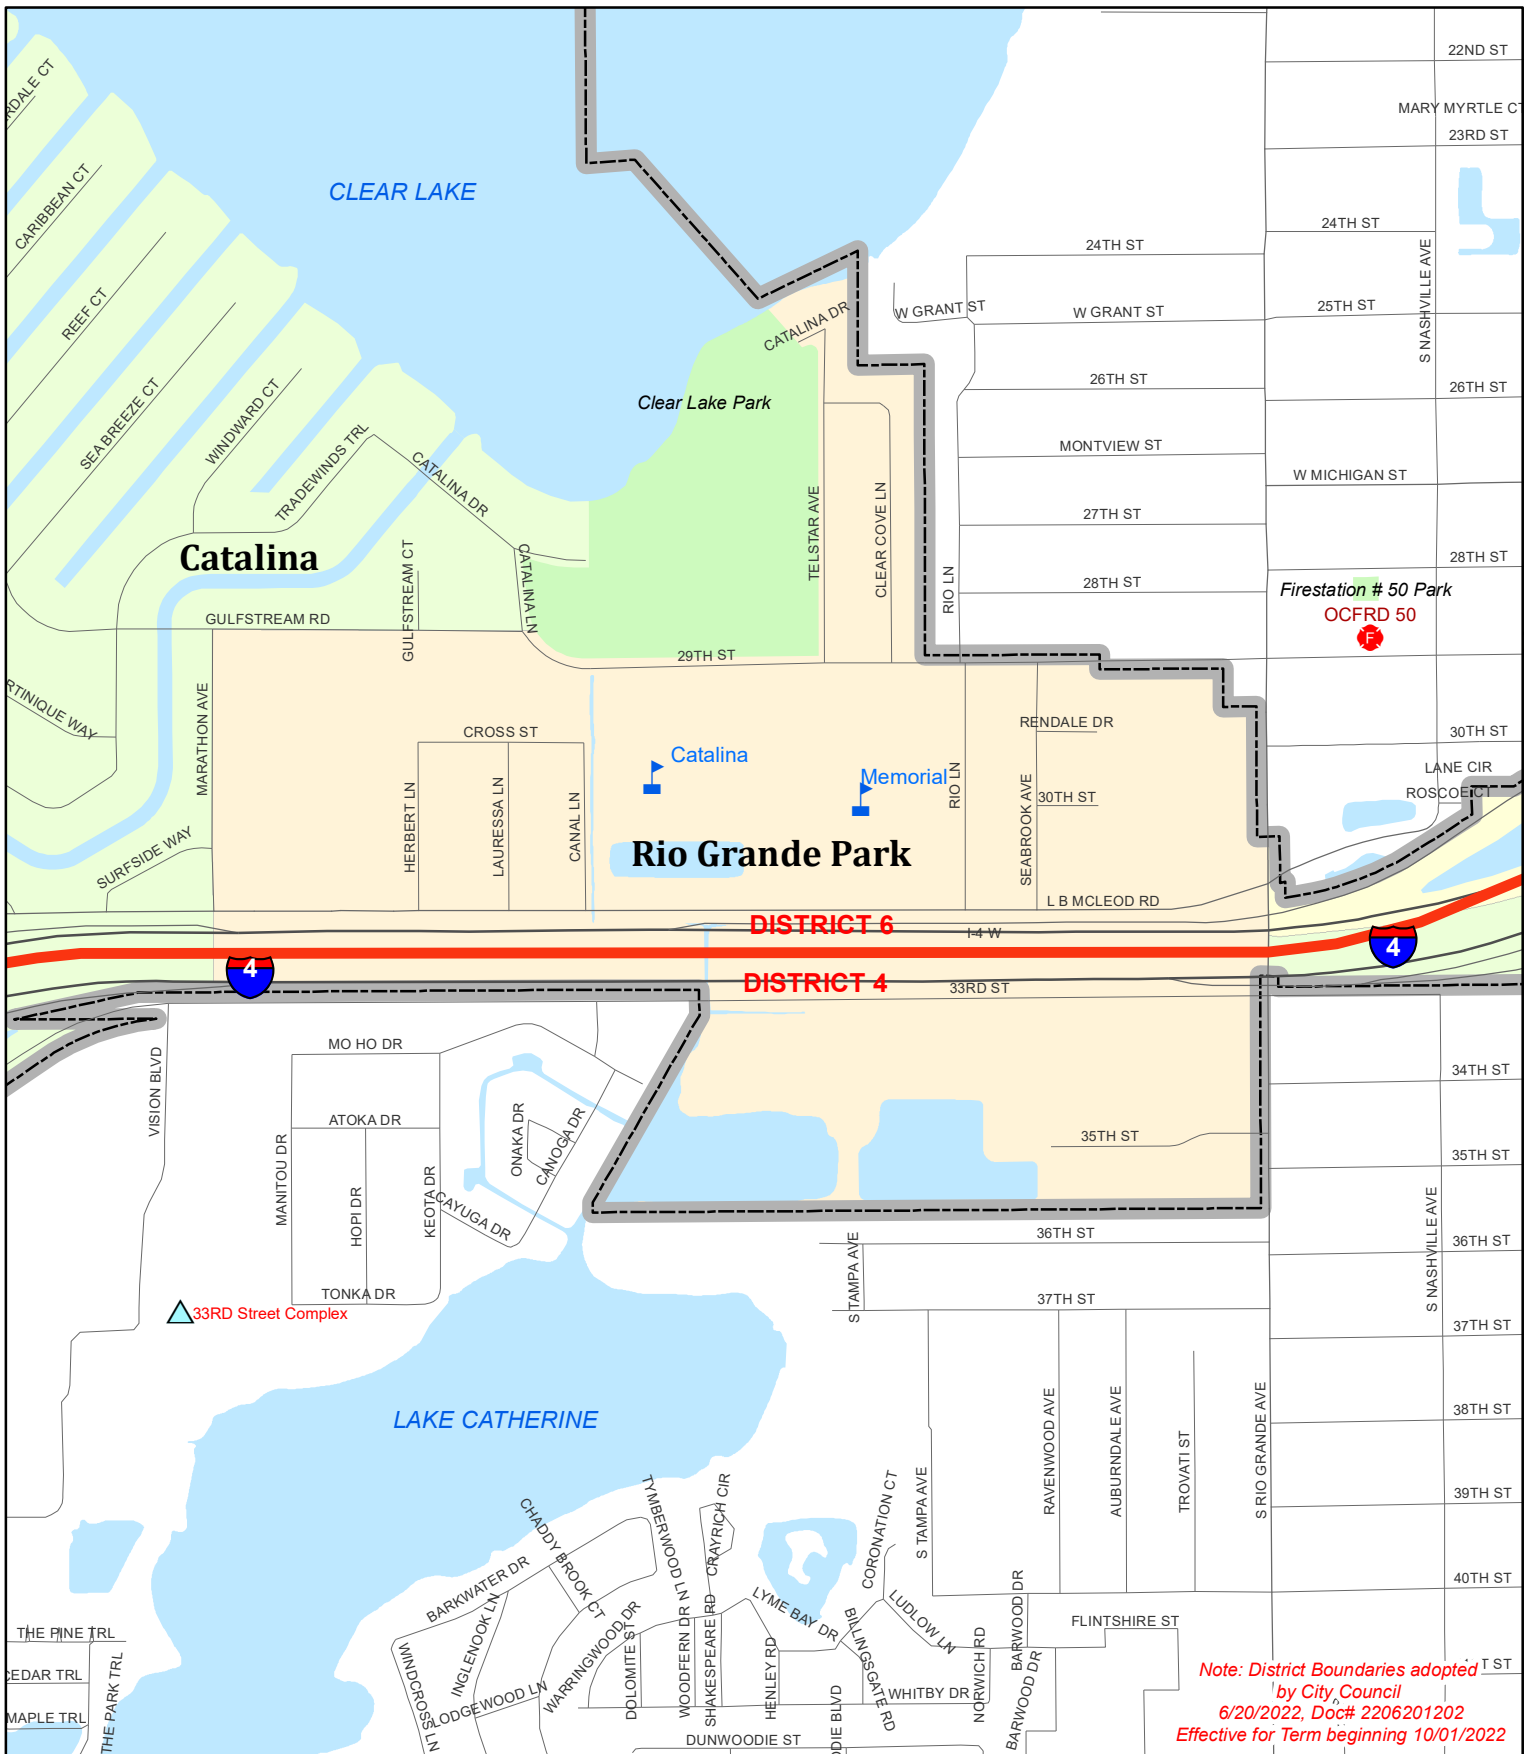 22ND ST
RDALE CT
MARY MYRTLE CT
23RD ST
CARIBBEAN CT
CLEAR LAKE
24TH ST
24TH ST
S NASHVILLE AVE
REEF CT
W GRANT ST
W GRANT ST
25TH ST
CATALINA DR
26TH ST
26TH ST
Clear Lake Park
SEA BREEZE CT
WINDWARD CT
TRADEWINDS TRL
CATALINA DR
MONTVIEW ST
W MICHIGAN ST
TELSTAR AVE
CLEAR COVE LN
27TH ST
Catalina
GULFSTREAM CT
CATALINA LN
28TH ST
RIO LN
28TH ST
Firestation # 50 Park
OCFRD 50
F
GULFSTREAM RD
29TH ST
RTINIQUE WAY
MARATHON AVE
CROSS ST
RENDALE DR
30TH ST
Catalina
Memorial
RIO LN
LANE CIR
ROSCOE CT
30TH ST
HERBERT LN
LAURESSA LN
CANAL LN
SEABROOK AVE
Rio Grande Park
SURFSIDE WAY
L B MCLEOD RD
DISTRICT 6
I-4 W
4
4
DISTRICT 4
33RD ST
MO HO DR
VISION BLVD
34TH ST
ATOKA DR
ONAKA DR
CANOGA DR
35TH ST
35TH ST
MANITOU DR
HOPI DR
KEOTA DR
CAYUGA DR
S NASHVILLE AVE
36TH ST
36TH ST
S TAMPA AVE
TONKA DR
37TH ST
33RD Street Complex
37TH ST
LAKE CATHERINE
RAVENWOOD AVE
AUBURNDALE AVE
TROVATI ST
S RIO GRANDE AVE
38TH ST
39TH ST
S TAMPA AVE
CORONATION CT
CRAYRICH CIR
TYMBERWOOD LN
CHADDY BROOK CT
BARKWATER DR
40TH ST
LYME BAY DR
LUDLOW LN
BARWOOD DR
FLINTSHIRE ST
THE PINE TRL
INGLENOOK LN
WARRINGWOOD DR
DOLOMITE ST
WOODFERN DR
SHAKESPEARE RD
HENLEY RD
BILLINGSGATE RD
NORWICH RD
CEDAR TRL
THE PARK TRL
WINDCROSS LN
LODGEWOOD LN
WHITBY DR
BARWOOD DR
T ST
MAPLE TRL
DUNWOODIE ST
DIE BLVD
Note: District Boundaries adopted
by City Council
6/20/2022, Doc# 2206201202
Effective for Term beginning 10/01/2022